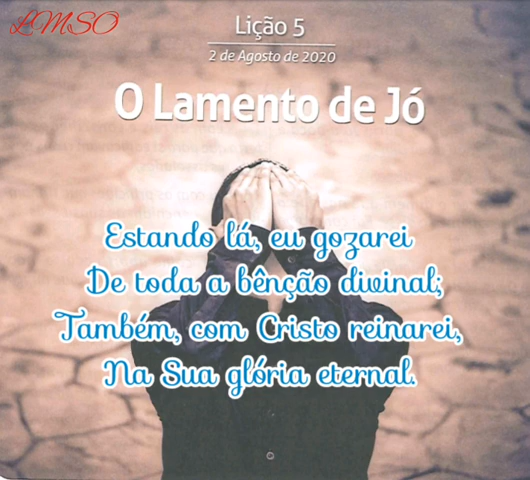 LMSO
Lição 5
2 de Agosto de 2020
O Lamento de Jó
Estando lá, eu gozarei
De toda a bênção divinal;
Também, com Cristo reinarei,
Na Sua glória eternal.